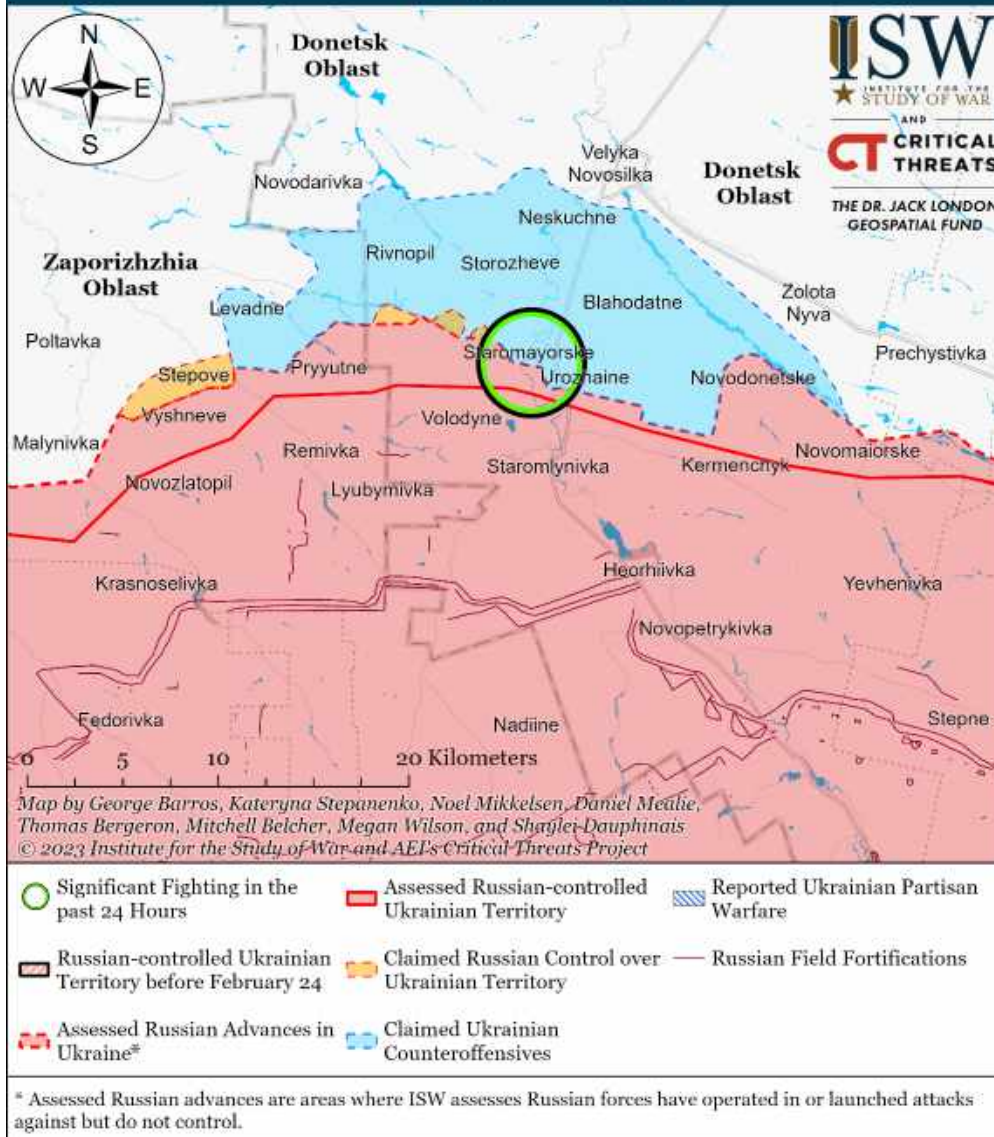 N
W E
S
Donetsk
Oblast
ISW
INSTITUTE FOR THE
STUDY OF WAR
AND
CT CRITICAL
THREATS
THE DR. JACK LONDON
GEOSPATIAL FUND
Velyka
Novosilka
Donetsk
Oblast
Novodarivka
Neskuchne
Rivnopil
Storozheve
Zaporizhzhia
Oblast
Levadne
Blahodatne
Zolota
Nyva
Poltavka
Staromayorske
Prechystivka
Stepove
Pryyutne
Urozhaine
Novodonetske
Vyshneve
Volodyne
Malynivka
Remivka
Staromlynivka
Kermenchyk
Novomaiorske
Novozlatopil
Lyubymivka
Krasnoselivka
Heorhiivka
Yevhenivka
Novopetrykivka
Fedorivka
Nadiine
Stepne
0 5 10 20 Kilometers
Map by George Barros, Kateryna Stepanenko, Noel Mikkelsen, Daniel Mealie,
Thomas Bergeron, Mitchell Belcher, Megan Wilson, and Shaylei Dauphinais
© 2023 Institute for the Study of War and AEI's Critical Threats Project
Significant Fighting in the
past 24 Hours
Russian-controlled Ukrainian
Territory before February 24
Assessed Russian Advances in
Ukraine*
Assessed Russian-controlled
Ukrainian Territory
Claimed Russian Control over
Ukrainian Territory
Claimed Ukrainian
Counteroffensives
Reported Ukrainian Partisan
Warfare
Russian Field Fortifications
* Assessed Russian advances are areas where ISW assesses Russian forces have operated in or launched attacks
against but do not control.